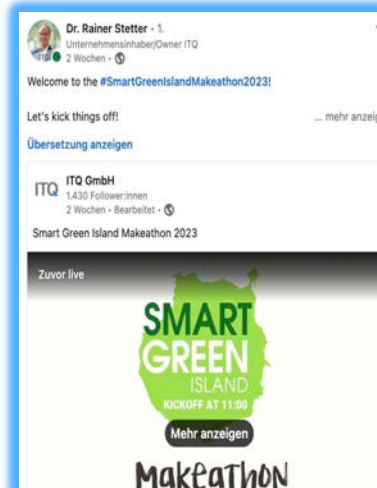 Dr. Rainer Stetter • 1.
Unternehmensinhaber/Owner ITQ
2 Wochen •
Welcome to the #SmartGreenIslandMakeathon2023!
Let's kick things off!
... mehr anzeig
Übersetzung anzeigen
ITQ
ITQ GmbH
1.430 Follower:innen
2 Wochen • Bearbeitet •
Smart Green Island Makeathon 2023
Zuvor live
SMART
GREEN
ISLAND
KICKOFF AT 11:00
Mehr anzeigen
MAKEATHON